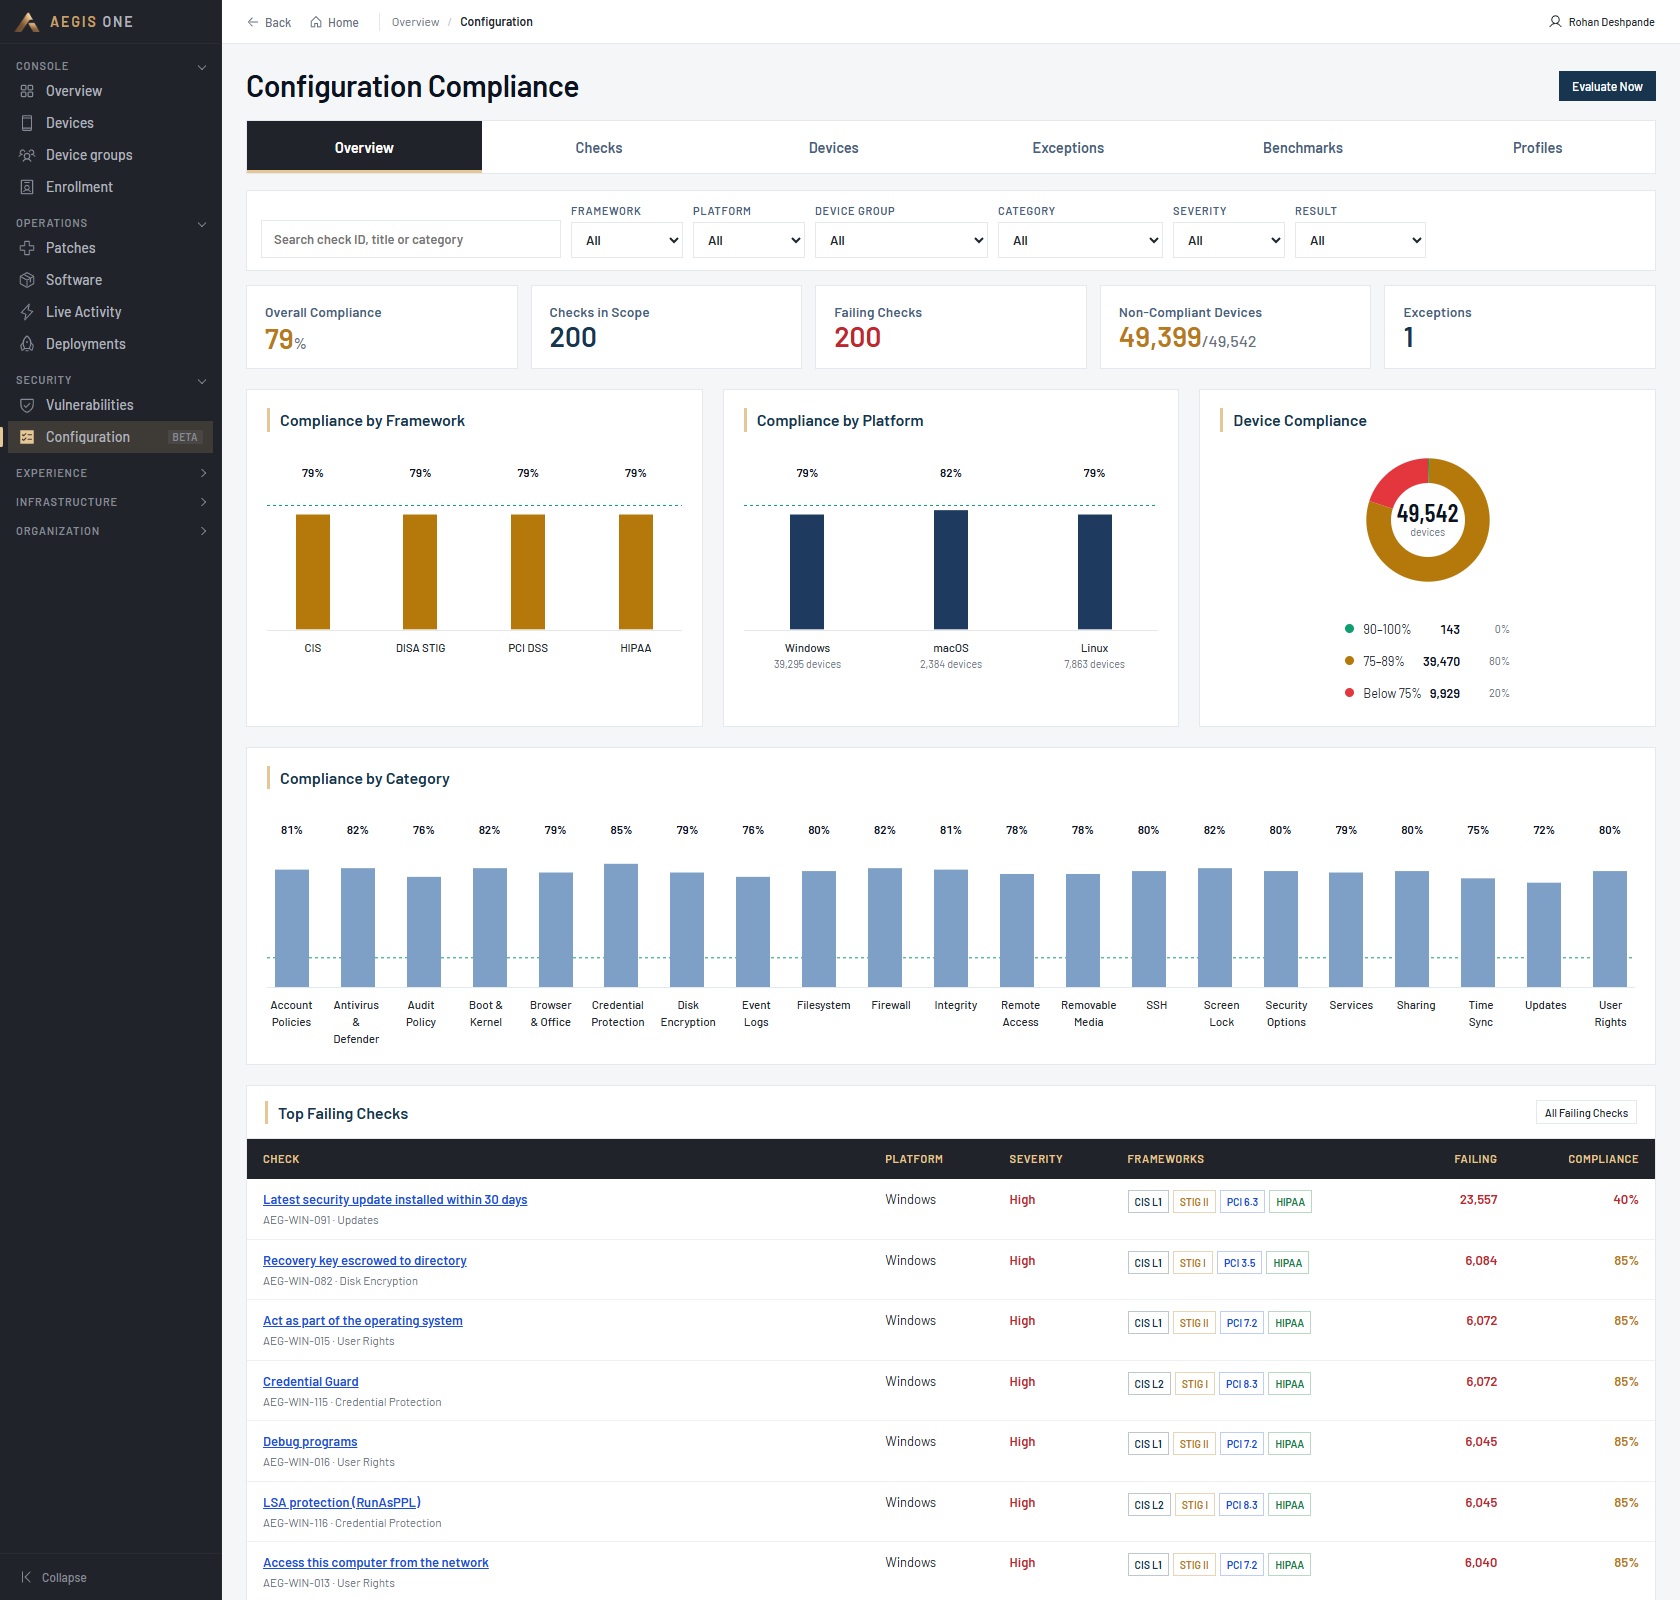 AEGIS ONE
Back Home Overview / Configuration Rohan Deshpande
CONSOLE
Overview
Devices
Device groups
Enrollment
OPERATIONS
Patches
Software
Live Activity
Deployments
SECURITY
Vulnerabilities
Configuration BETA
EXPERIENCE
INFRASTRUCTURE
ORGANIZATION
Collapse
Configuration Compliance
Evaluate Now
Overview Checks Devices Exceptions Benchmarks Profiles
FRAMEWORK PLATFORM DEVICE GROUP CATEGORY SEVERITY RESULT
Search check ID, title or category All All All All All All
Overall Compliance Checks in Scope Failing Checks Non-Compliant Devices Exceptions
79% 200 200 49,399/49,542 1
Compliance by Framework
79% 79% 79% 79%
CIS DISA STIG PCI DSS HIPAA
Compliance by Platform
79% 82% 79%
Windows macOS Linux
39,295 devices 2,384 devices 7,863 devices
Device Compliance
49,542
devices
90–100% 143 0%
75–89% 39,470 80%
Below 75% 9,929 20%
Compliance by Category
81% 82% 76% 82% 79% 85% 79% 76% 80% 82% 81% 78% 78% 80% 82% 80% 79% 80% 75% 72% 80%
Account Antivirus Audit Boot & Browser Credential Disk Event Filesystem Firewall Integrity Remote Removable SSH Screen Security Services Sharing Time Updates User
Policies & Policy Kernel & Office Protection Encryption Logs Access Media Lock Options Sync Rights
Defender
Top Failing Checks
All Failing Checks
CHECK PLATFORM SEVERITY FRAMEWORKS FAILING COMPLIANCE
Latest security update installed within 30 days Windows High CIS L1 STIG II PCI 6.3 HIPAA 23,557 40%
AEG-WIN-091 · Updates
Recovery key escrowed to directory Windows High CIS L1 STIG I PCI 3.5 HIPAA 6,084 85%
AEG-WIN-082 · Disk Encryption
Act as part of the operating system Windows High CIS L1 STIG II PCI 7.2 HIPAA 6,072 85%
AEG-WIN-015 · User Rights
Credential Guard Windows High CIS L2 STIG I PCI 8.3 HIPAA 6,072 85%
AEG-WIN-115 · Credential Protection
Debug programs Windows High CIS L1 STIG II PCI 7.2 HIPAA 6,045 85%
AEG-WIN-016 · User Rights
LSA protection (RunAsPPL) Windows High CIS L2 STIG I PCI 8.3 HIPAA 6,045 85%
AEG-WIN-116 · Credential Protection
Access this computer from the network Windows High CIS L1 STIG II PCI 7.2 HIPAA 6,040 85%
AEG-WIN-013 · User Rights